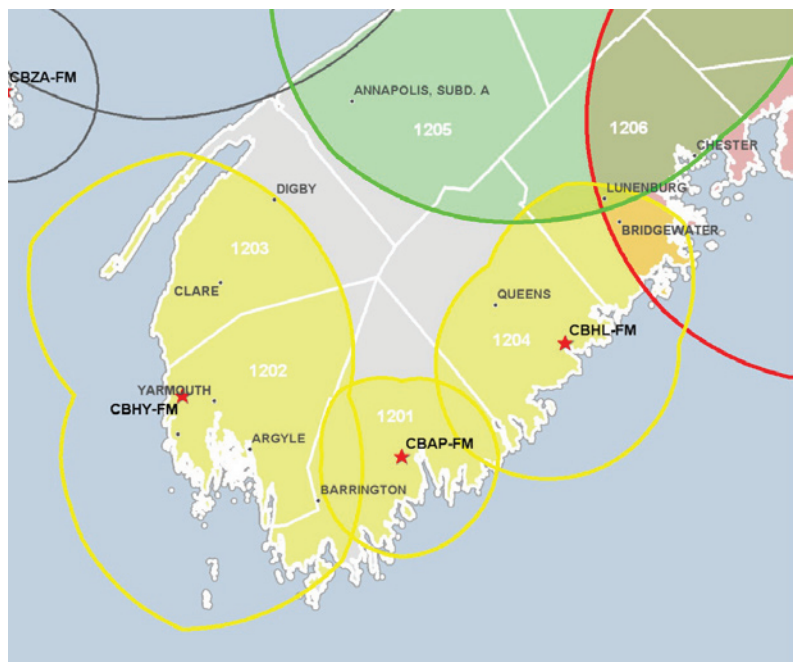 CBZA-FM
ANNAPOLIS, SUBD. A
1205
1206
CHESTER
DIGBY
LUNENBURG
BRIDGEWATER
1203
CLARE
QUEENS
CBHL-FM
1204
1202
YARMOUTH
CBHY-FM
1201
ARGYLE
CBAP-FM
BARRINGTON